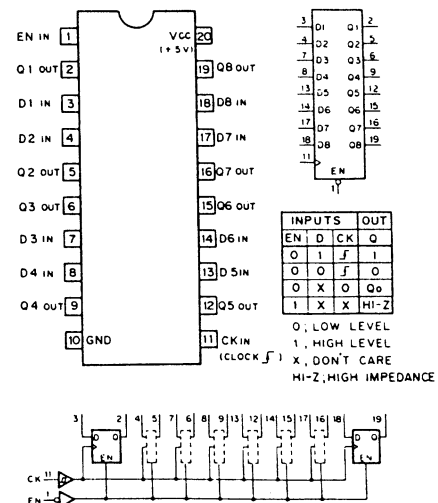 EN IN 1
Q1 OUT 2
D1 IN 3
D2 IN 4
Q2 OUT 5
Q3 OUT 6
D3 IN 7
D4 IN 8
Q4 OUT 9
10 GND
VCC 20
(+5V)
19 Q8 OUT
18 D8 IN
17 D7 IN
16 Q7 OUT
15 Q6 OUT
14 D6 IN
13 D5IN
12 Q5 OUT
11 CK IN
(CLOCK ⨍)
3 D1 Q1 2
4 D2 Q2 5
7 D3 Q3 6
8 D4 Q4 9
13 D5 Q5 12
14 D6 Q6 15
17 D7 Q7 16
18 D8 Q8 19
11
EN
1
INPUTS OUT
EN D CK Q
0 1 ⨍ 1
0 0 ⨍ 0
0 X 0 Qo
1 X X HI-Z
0; LOW LEVEL
1, HIGH LEVEL
X, DON'T CARE
HI-Z; HIGH IMPEDANCE
3 2 4 5 7 6 8 9 13 12 14 15 17 16 18 19
D Q D Q
EN EN
CK 11
EN 1